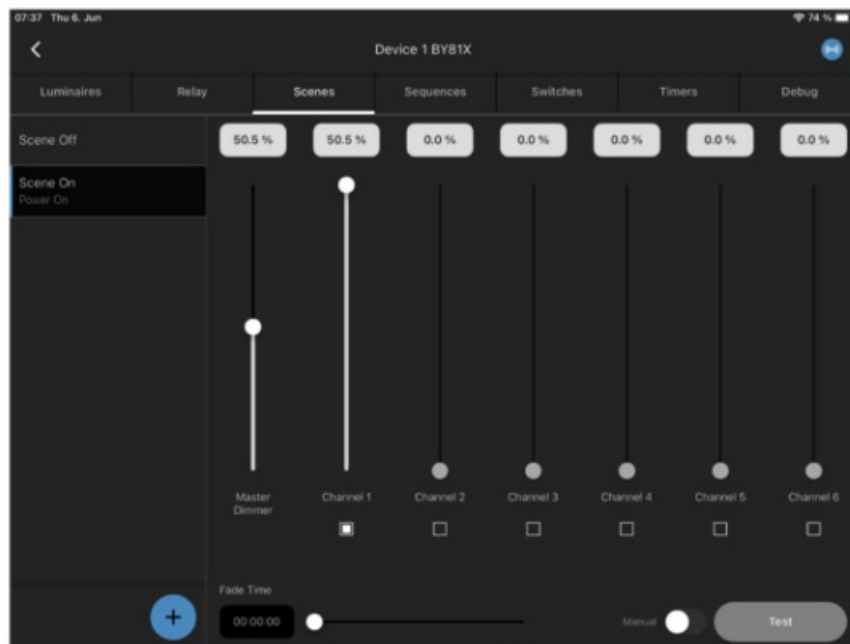 07:37 Thu 6. Jun
74 %
Device 1 BY81X
Luminaires Relay Scenes Sequences Switches Timers Debug
Scene Off
50.5 % 50.5 % 0.0 % 0.0 % 0.0 % 0.0 % 0.0 %
Scene On
Power On
Master
Dimmer
Channel 1 Channel 2 Channel 3 Channel 4 Channel 5 Channel 6
Fade Time
00:00:00
Manual
Test